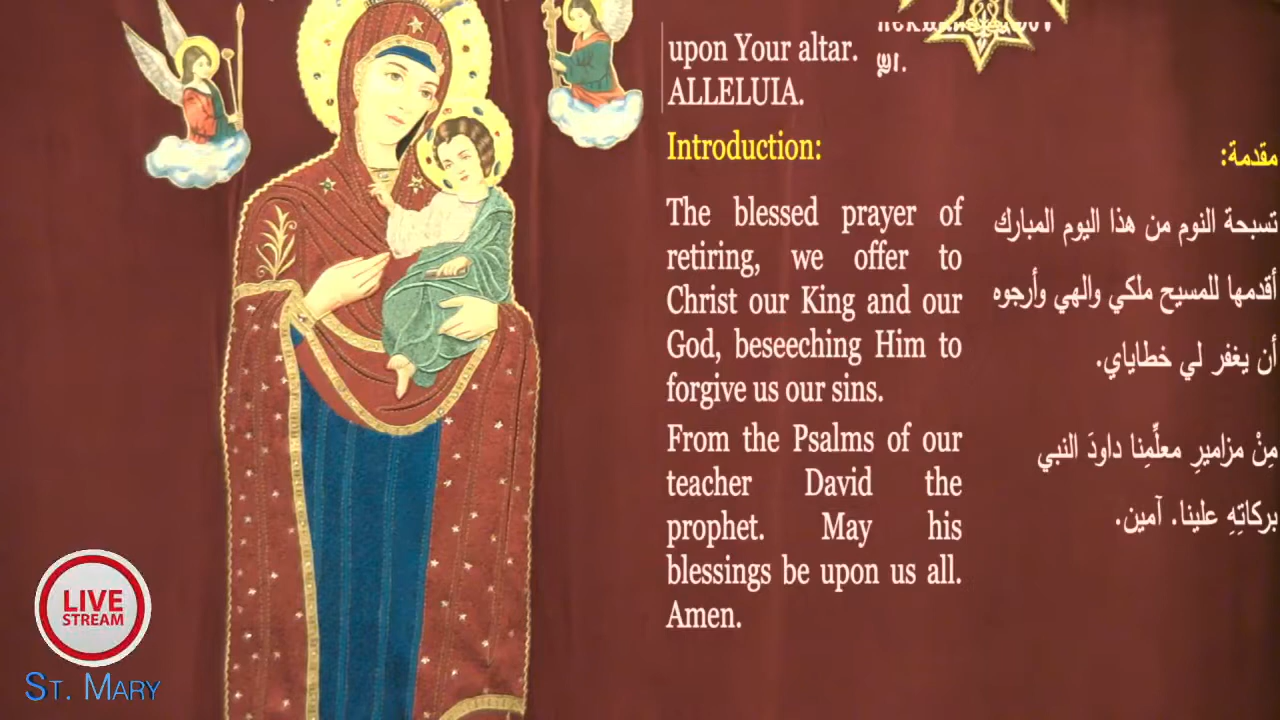 upon Your altar.
ALLELUIA.
Introduction:
The blessed prayer of
retiring, we offer to
Christ our King and our
God, beseeching Him to
forgive us our sins.
From the Psalms of our
teacher David the
prophet. May his
blessings be upon us all.
Amen.
مقدمة:
تسبحة النوم من هذا اليوم المبارك
أقدمها للمسيح ملكي والهي وأرجوه
أن يغفر لي خطاياي.
مِنْ مزاميرِ معلِّمِنا داودَ النبي
بركاتِهِ علينا. آمين.
LIVE
STREAM
ST. MARY